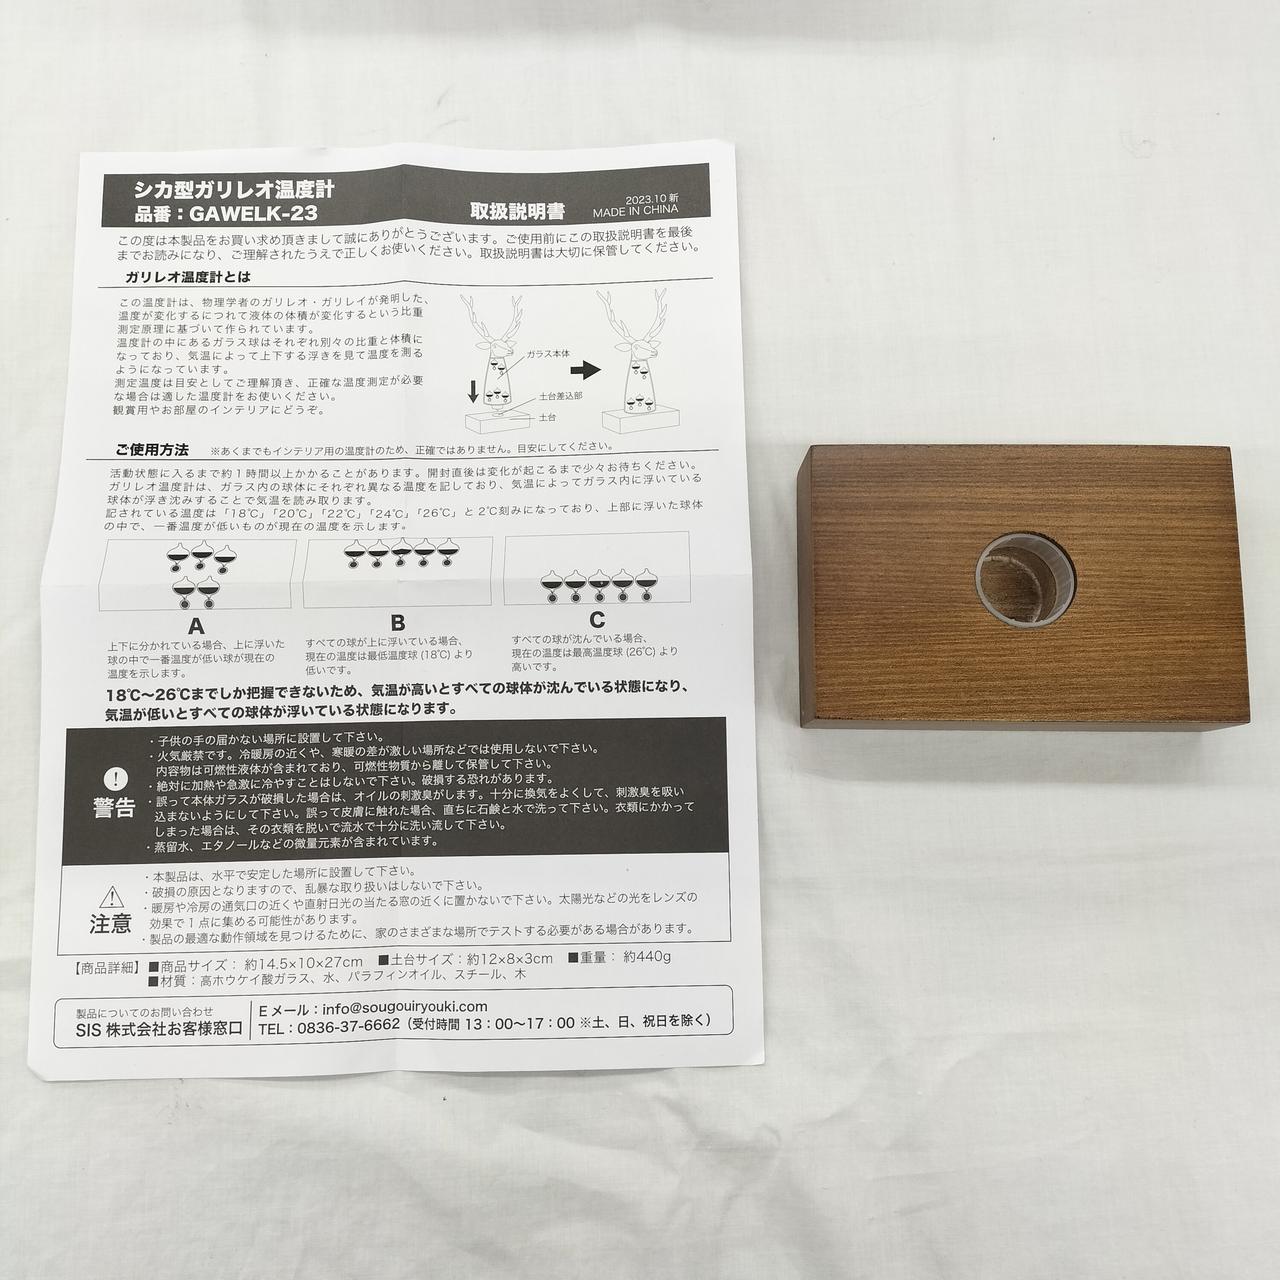 シカ型ガリレオ温度計
品番：GAWELK-23
取扱説明書
2023.10 新
MADE IN CHINA
この度は本製品をお買い求め頂きまして誠にありがとうございます。ご使用前にこの取扱説明書を最後
までお読みになり、ご理解されたうえで正しくお使いください。取扱説明書は大切に保管してください。
ガリレオ温度計とは
この温度計は、物理学者のガリレオ・ガリレイが発明した、
温度が変化するにつれて液体の体積が変化するという比重
測定原理に基づいて作られています。
温度計の中にあるガラス球はそれぞれ別々の比重と体積に
なっており、気温によって上下する浮きを見て温度を測る
ようになっています。
測定温度は目安としてご理解頂き、正確な温度測定が必要
な場合は適した温度計をお使いください。
観賞用やお部屋のインテリアにどうぞ。
ガラス本体
土台差込部
土台
ご使用方法 ※あくまでもインテリア用の温度計のため、正確ではありません。目安にしてください。
活動状態に入るまで約1時間以上かかることがあります。開封直後は変化が起こるまで少々お待ちください。
ガリレオ温度計は、ガラス内の球体にそれぞれ異なる温度を記しており、気温によってガラス内に浮いている
球体が浮き沈みすることで気温を読み取ります。
記されている温度は「18℃」「20℃」「22℃」「24℃」「26℃」と 2℃刻みになっており、上部に浮いた球体
の中で、一番温度が低いものが現在の温度を示します。
A
上下に分かれている場合、上に浮いた
球の中で一番温度が低い球が現在の
温度を示します。
B
すべての球が上に浮いている場合、
現在の温度は最低温度球 (18℃) より
低いです。
C
すべての球が沈んでいる場合、
現在の温度は最高温度球 (26℃) より
高いです。
18℃〜26℃までしか把握できないため、気温が高いとすべての球体が沈んでいる状態になり、
気温が低いとすべての球体が浮いている状態になります。
警告
・子供の手の届かない場所に設置して下さい。
・火気厳禁です。冷暖房の近くや、寒暖の差が激しい場所などでは使用しないで下さい。
内容物は可燃性液体が含まれており、可燃性物質から離して保管して下さい。
・絶対に加熱や急激に冷やすことはしないで下さい。破損する恐れがあります。
・誤って本体ガラスが破損した場合は、オイルの刺激臭がします。十分に換気をよくして、刺激臭を吸い
込まないようにして下さい。誤って皮膚に触れた場合、直ちに石鹸と水で洗って下さい。衣類にかかって
しまった場合は、その衣類を脱いで流水で十分に洗い流して下さい。
・蒸留水、エタノールなどの微量元素が含まれています。
注意
・本製品は、水平で安定した場所に設置して下さい。
・破損の原因となりますので、乱暴な取り扱いはしないで下さい。
・暖房や冷房の通気口の近くや直射日光の当たる窓の近くに置かないで下さい。太陽光などの光をレンズの
効果で1点に集める可能性があります。
・製品の最適な動作領域を見つけるために、家のさまざまな場所でテストする必要がある場合があります。
【商品詳細】■商品サイズ： 約14.5×10×27cm ■土台サイズ：約12×8×3cm ■重量： 約440g
■材質：高ホウケイ酸ガラス、水、パラフィンオイル、スチール、木
製品についてのお問い合わせ
SIS 株式会社お客様窓口
E メール：info@sougouiryouki.com
TEL：0836-37-6662（受付時間 13：00〜17：00 ※土、日、祝日を除く）